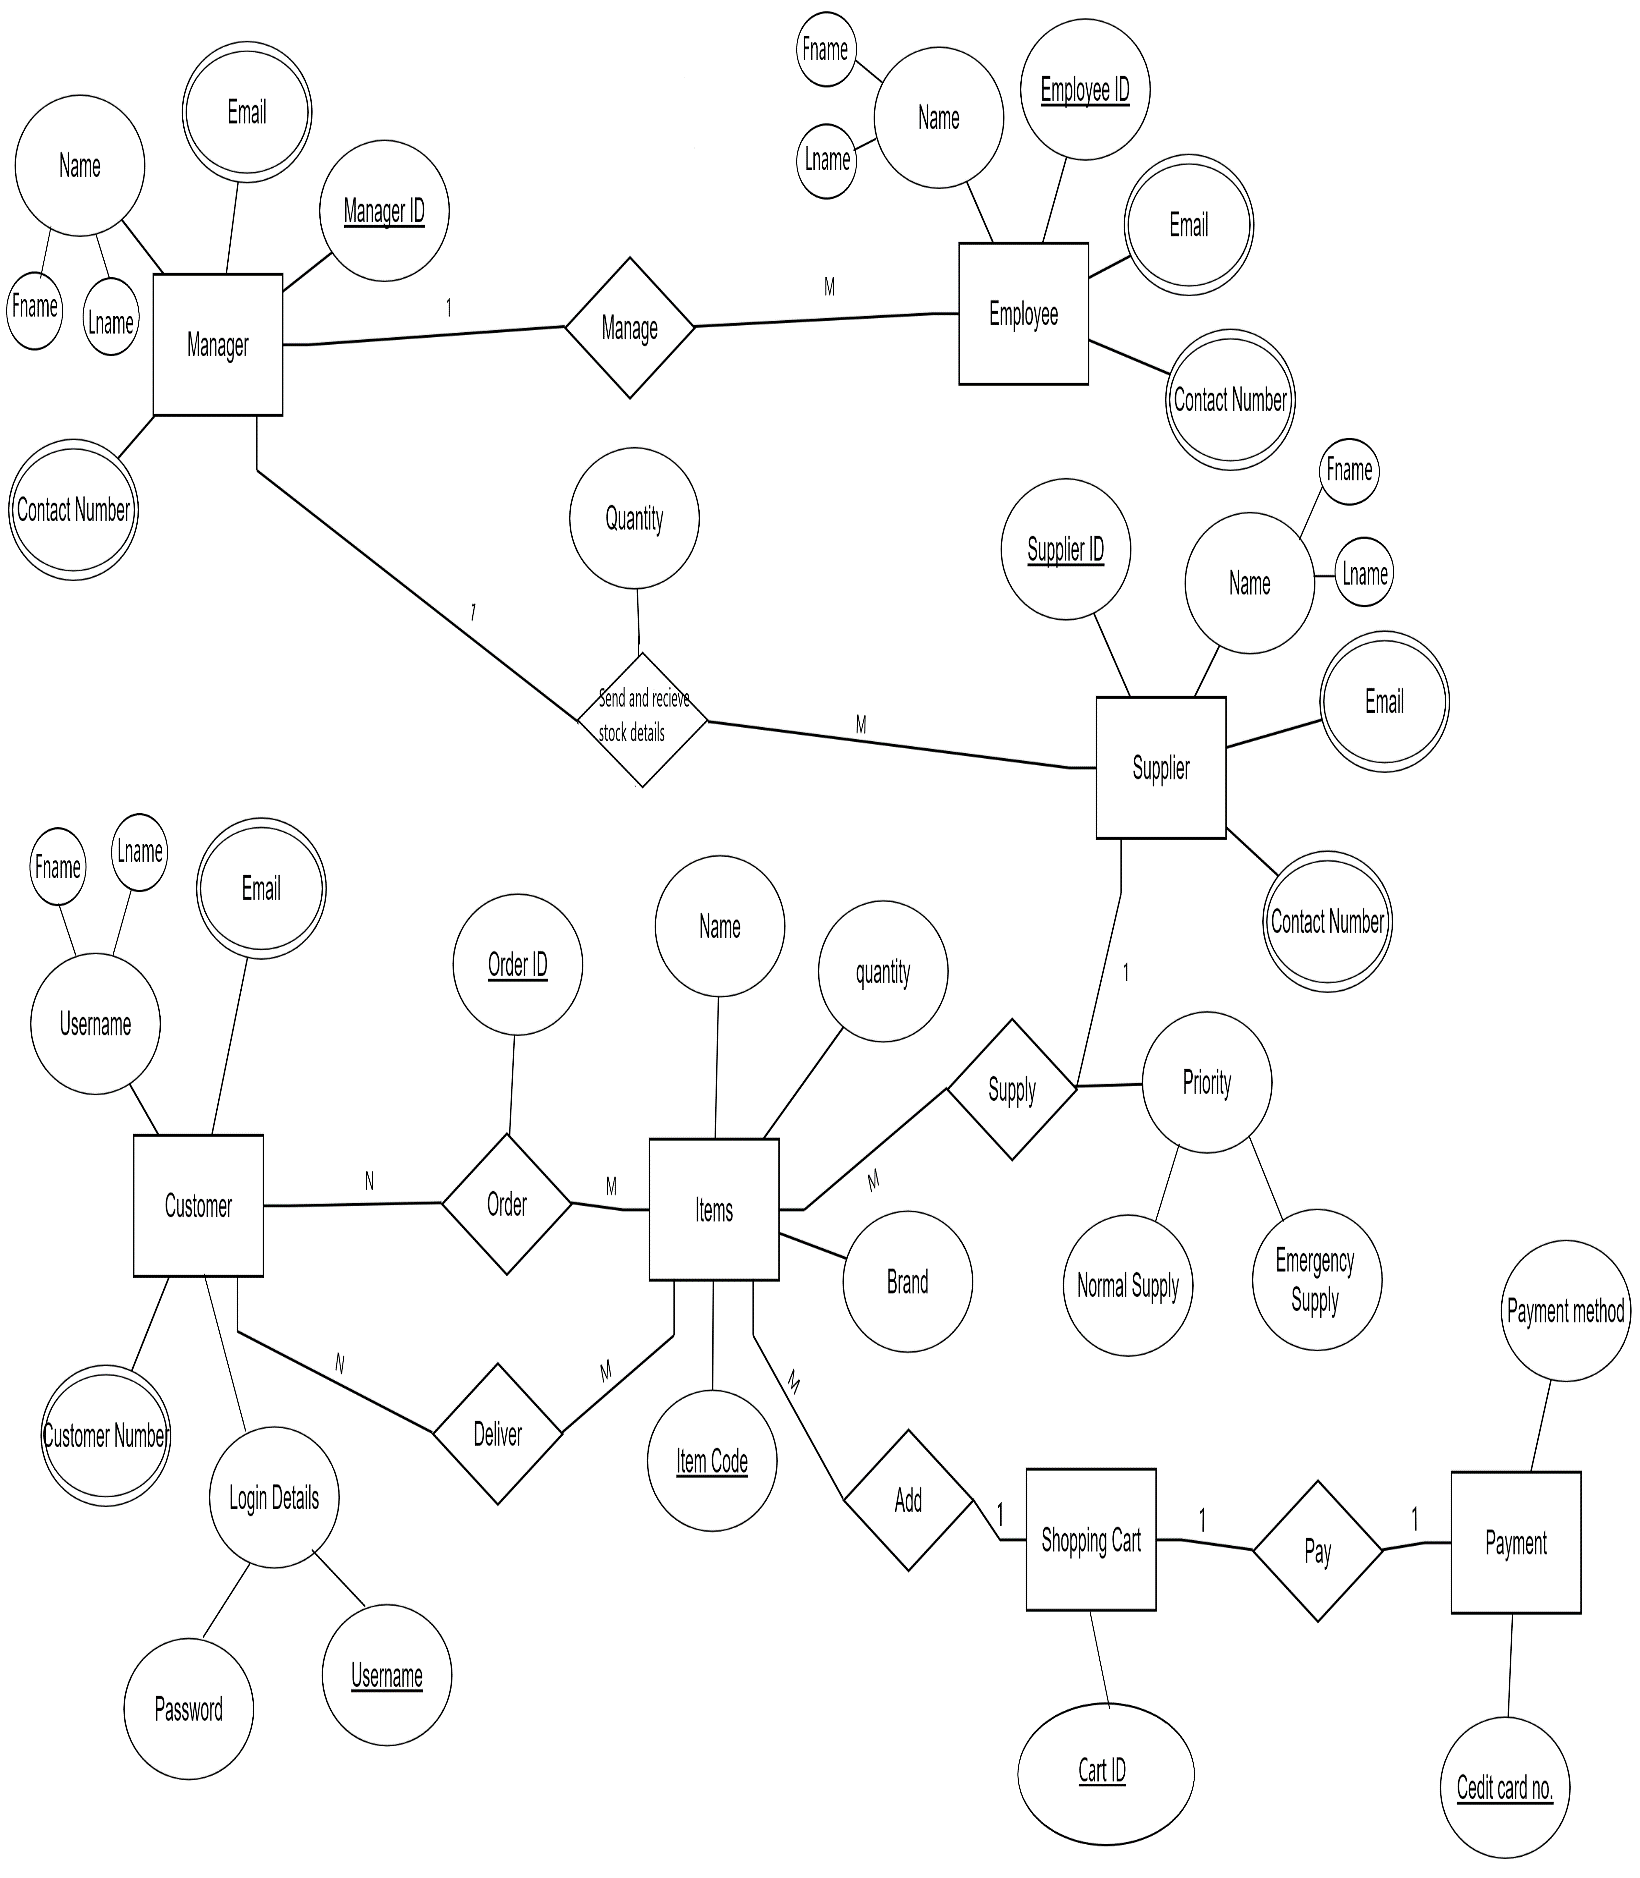 Fname
Name
Employee ID
Lname
Email
Name
Manager ID
Email
Fname
Lname
Manager
1
Manage
M
Employee
Contact Number
Contact Number
Quantity
Fname
Supplier ID
Name
Lname
1
Send and recieve
stock details
M
Email
Supplier
Contact Number
Fname
Lname
Email
Username
Order ID
Name
quantity
1
Supply
Priority
Customer
N
Order
M
Items
M
Brand
Normal Supply
Emergency
Supply
Payment method
N
Deliver
M
M
Customer Number
Login Details
Item Code
Add
1
Shopping Cart
1
Pay
1
Payment
Password
Username
Cart ID
Cedit card no.